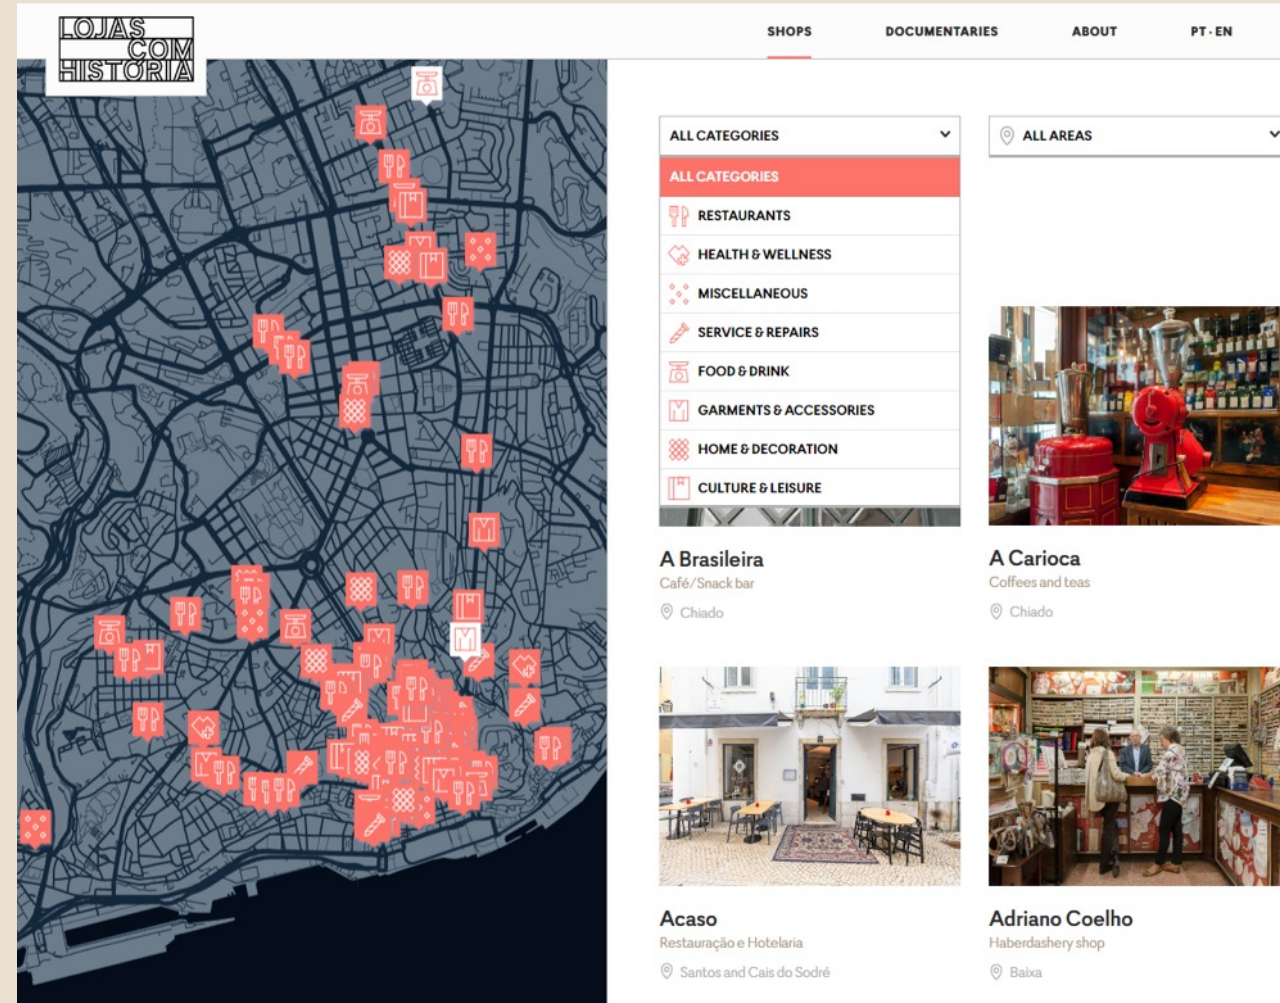 LOJAS
COM
HISTÓRIA
SHOPS
DOCUMENTARIES
ABOUT
PT · EN
ALL CATEGORIES
ALL AREAS
ALL CATEGORIES
RESTAURANTS
HEALTH & WELLNESS
MISCELLANEOUS
SERVICE & REPAIRS
FOOD & DRINK
GARMENTS & ACCESSORIES
HOME & DECORATION
CULTURE & LEISURE
A Brasileira
Café/Snack bar
Chiado
A Carioca
Coffees and teas
Chiado
Acaso
Restauração e Hotelaria
Santos and Cais do Sodré
Adriano Coelho
Haberdashery shop
Baixa